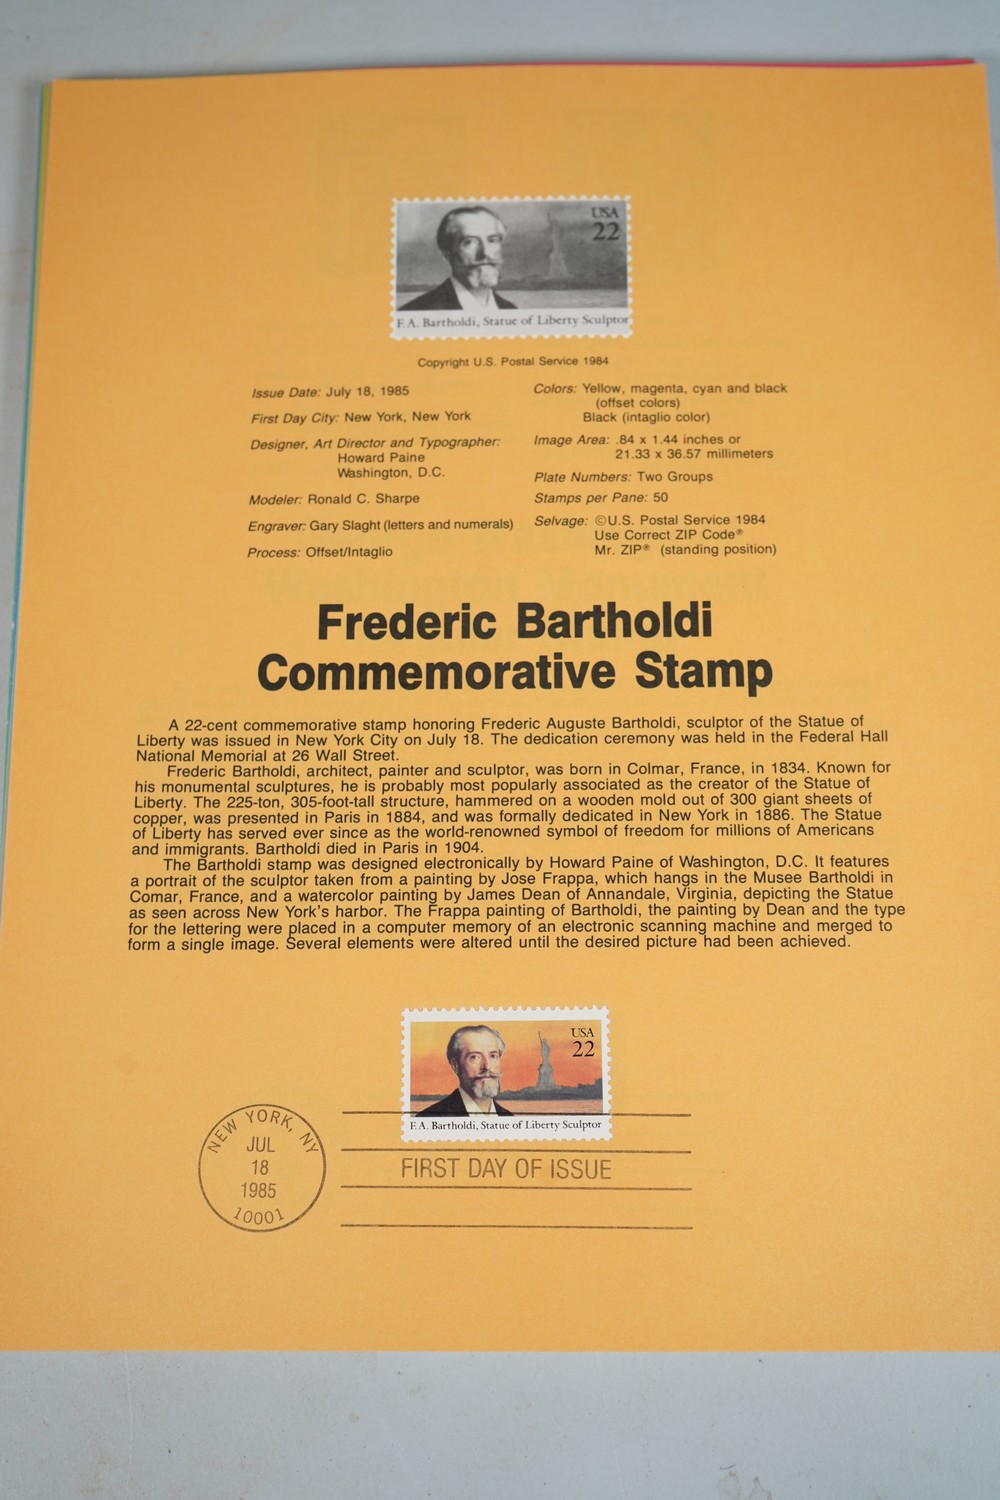 USA
22
F.A. Bartholdi, Statue of Liberty Sculptor
Copyright U.S. Postal Service 1984
Issue Date: July 18, 1985
First Day City: New York, New York
Designer, Art Director and Typographer:
Howard Paine
Washington, D.C.
Modeler: Ronald C. Sharpe
Engraver: Gary Slaght (letters and numerals)
Process: Offset/Intaglio
Colors: Yellow, magenta, cyan and black
(offset colors)
Black (intaglio color)
Image Area: .84 x 1.44 inches or
21.33 x 36.57 millimeters
Plate Numbers: Two Groups
Stamps per Pane: 50
Selvage: ©U.S. Postal Service 1984
Use Correct ZIP Code®
Mr. ZIP® (standing position)
Frederic Bartholdi
Commemorative Stamp
A 22-cent commemorative stamp honoring Frederic Auguste Bartholdi, sculptor of the Statue of
Liberty was issued in New York City on July 18. The dedication ceremony was held in the Federal Hall
National Memorial at 26 Wall Street.
Frederic Bartholdi, architect, painter and sculptor, was born in Colmar, France, in 1834. Known for
his monumental sculptures, he is probably most popularly associated as the creator of the Statue of
Liberty. The 225-ton, 305-foot-tall structure, hammered on a wooden mold out of 300 giant sheets of
copper, was presented in Paris in 1884, and was formally dedicated in New York in 1886. The Statue
of Liberty has served ever since as the world-renowned symbol of freedom for millions of Americans
and immigrants. Bartholdi died in Paris in 1904.
The Bartholdi stamp was designed electronically by Howard Paine of Washington, D.C. It features
a portrait of the sculptor taken from a painting by Jose Frappa, which hangs in the Musee Bartholdi in
Comar, France, and a watercolor painting by James Dean of Annandale, Virginia, depicting the Statue
as seen across New York's harbor. The Frappa painting of Bartholdi, the painting by Dean and the type
for the lettering were placed in a computer memory of an electronic scanning machine and merged to
form a single image. Several elements were altered until the desired picture had been achieved.
USA
22
F.A. Bartholdi, Statue of Liberty Sculptor
NEW YORK, NY
JUL
18
1985
10001
FIRST DAY OF ISSUE